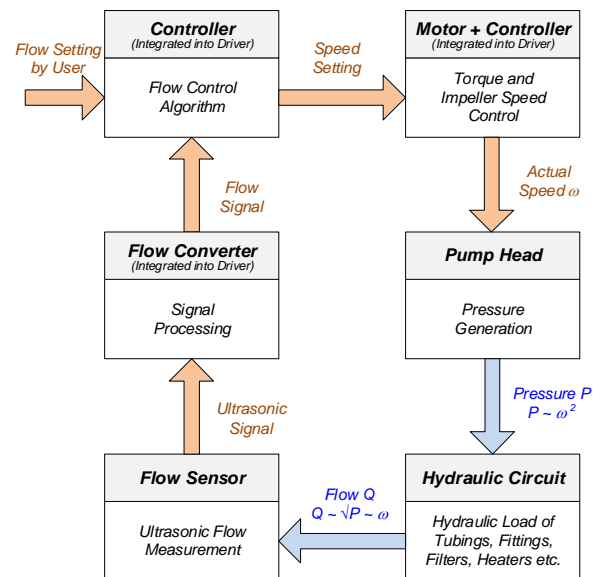 Controller
(Integrated into Driver)
Flow Control
Algorithm
Flow Setting
by User
Speed
Setting
Motor + Controller
(Integrated into Driver)
Torque and
Impeller Speed
Control
Actual
Speed ω
Flow
Signal
Flow Converter
(Integrated into Driver)
Signal
Processing
Pump Head
Pressure
Generation
Ultrasonic
Signal
Pressure P
P ~ ω²
Flow Sensor
Ultrasonic Flow
Measurement
Flow Q
Q ~ √P ~ ω
Hydraulic Circuit
Hydraulic Load of
Tubings, Fittings,
Filters, Heaters etc.